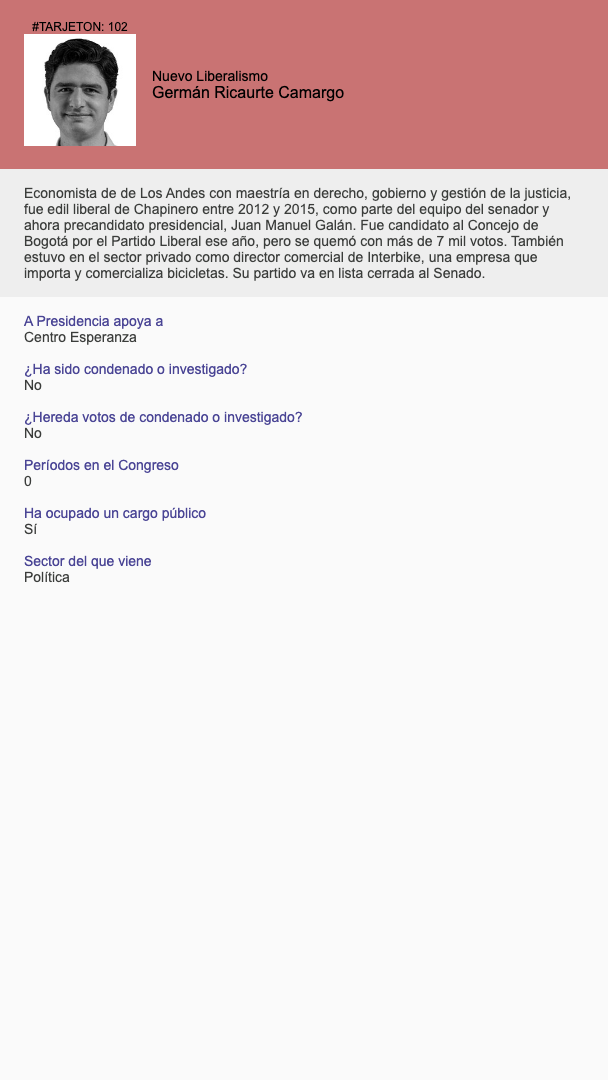 #TARJETON: 102
Nuevo Liberalismo
Germán Ricaurte Camargo
Economista de de Los Andes con maestría en derecho, gobierno y gestión de la justicia,
fue edil liberal de Chapinero entre 2012 y 2015, como parte del equipo del senador y
ahora precandidato presidencial, Juan Manuel Galán. Fue candidato al Concejo de
Bogotá por el Partido Liberal ese año, pero se quemó con más de 7 mil votos. También
estuvo en el sector privado como director comercial de Interbike, una empresa que
importa y comercializa bicicletas. Su partido va en lista cerrada al Senado.
A Presidencia apoya a
Centro Esperanza
¿Ha sido condenado o investigado?
No
¿Hereda votos de condenado o investigado?
No
Períodos en el Congreso
0
Ha ocupado un cargo público
Sí
Sector del que viene
Política